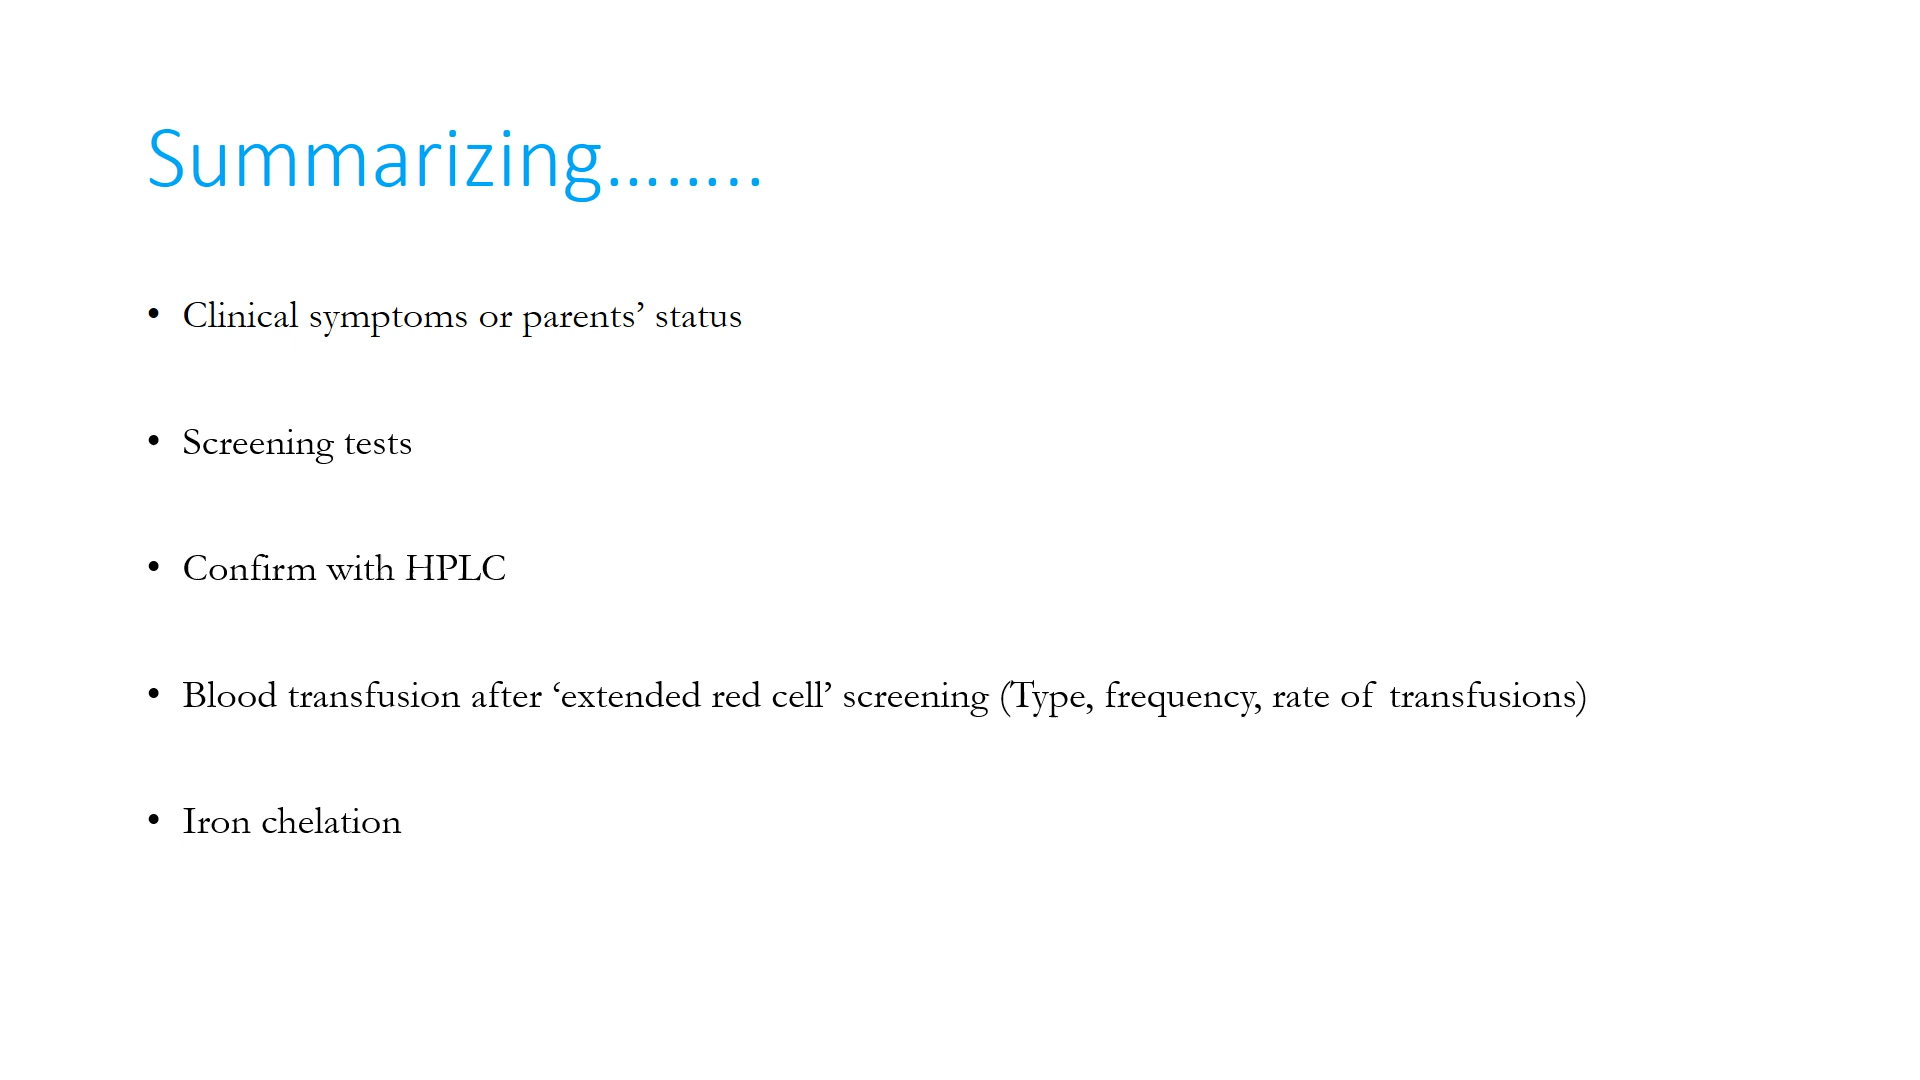 Summarizing……..
• Clinical symptoms or parents’ status
• Screening tests
• Confirm with HPLC
• Blood transfusion after ‘extended red cell’ screening (Type, frequency, rate of transfusions)
• Iron chelation